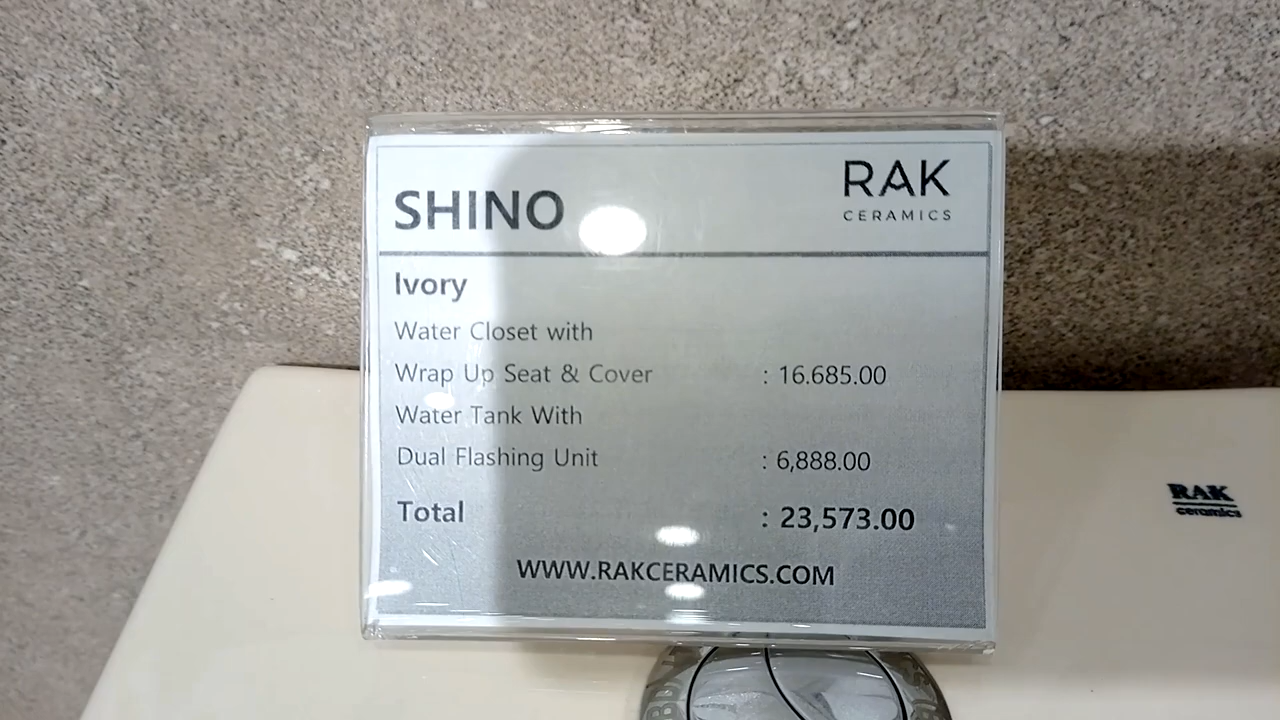 SHINO
RAK
CERAMICS
Ivory
Water Closet with
Wrap Up Seat & Cover : 16.685.00
Water Tank With
Dual Flashing Unit : 6,888.00
Total : 23,573.00
WWW.RAKCERAMICS.COM
RAK
ceramics